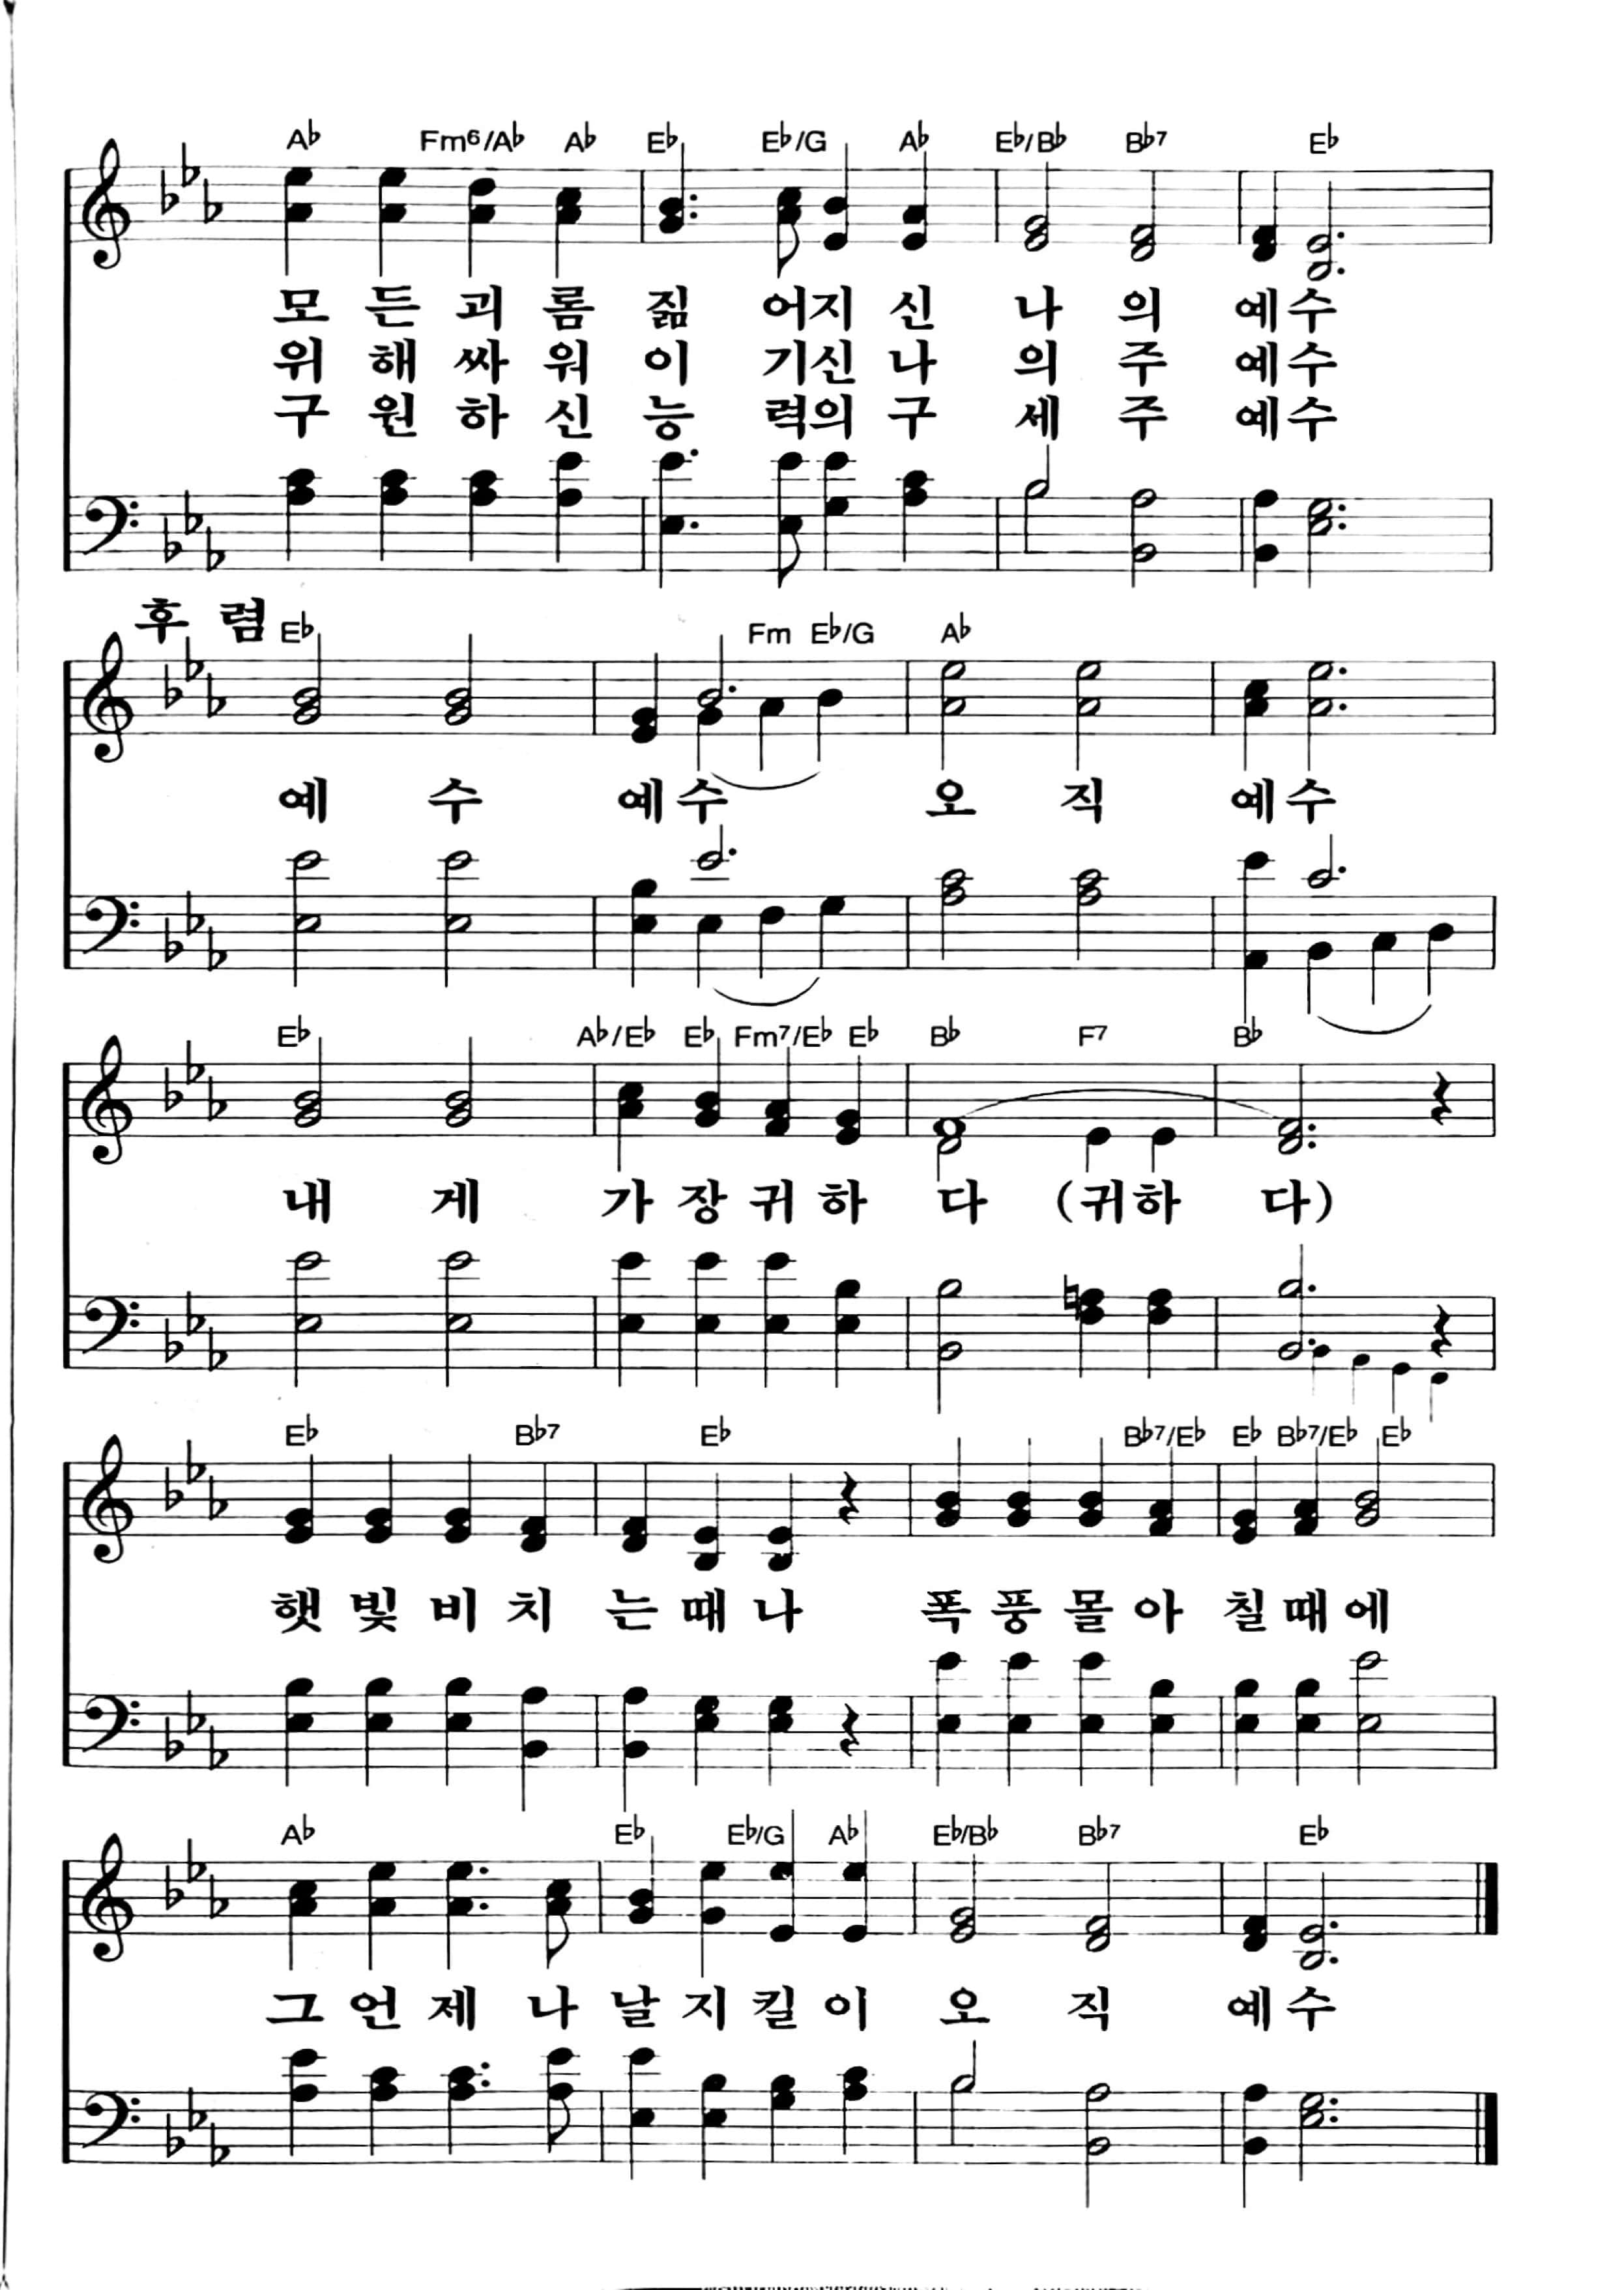 A♭ Fm6/A♭ A♭ E♭ E♭/G A♭ E♭/B♭ B♭7 E♭
모 든 괴 롬 짊 어지 신 나 의 예수
위 해 싸 워 이 기신 나 의 주 예수
구 원 하 신 능 력의 구 세 주 예수
후 렴
E♭ Fm E♭/G A♭
예 수 예수 오 직 예수
E♭ A♭/E♭ E♭ Fm7/E♭ E♭ B♭ F7 B♭
내 게 가 장 귀 하 다 (귀하 다)
E♭ B♭7 E♭ B♭7/E♭ E♭ B♭7/E♭ E♭
햇 빛 비 치 는 때 나 폭 풍 몰 아 칠 때 에
A♭ E♭ E♭/G A♭ E♭/B♭ B♭7 E♭
그 언 제 나 날 지 킬 이 오 직 예수